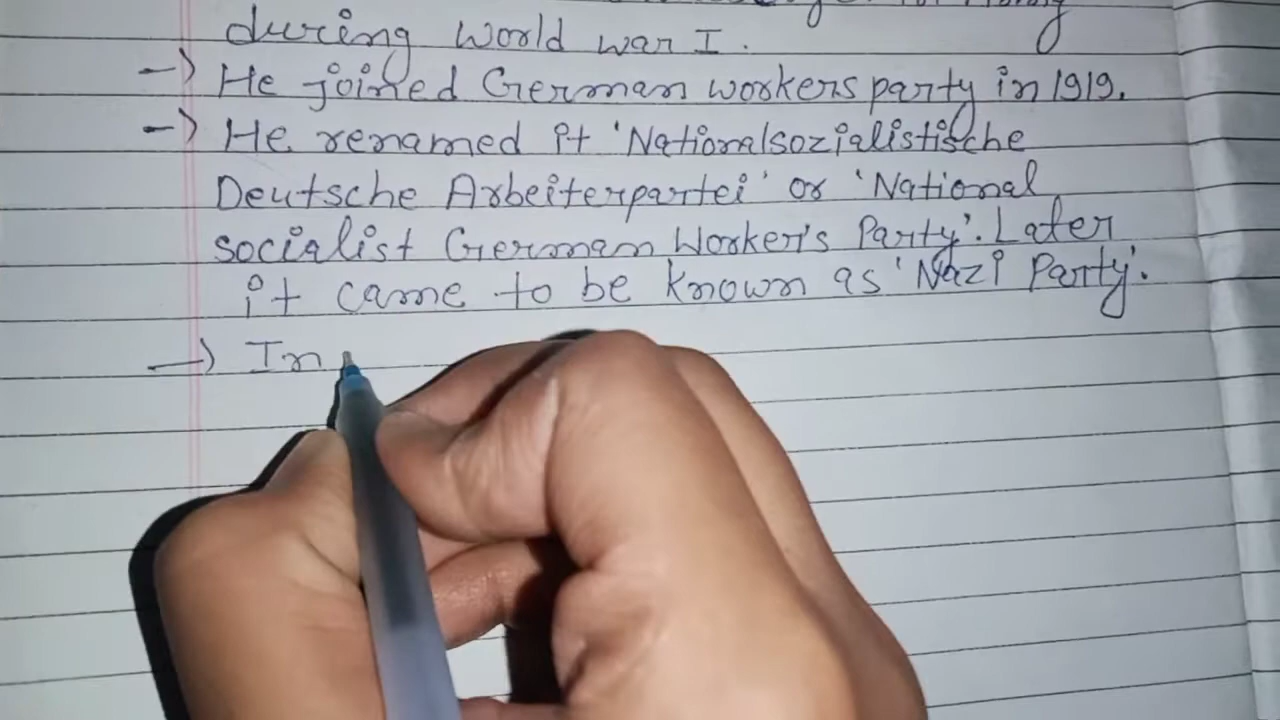 during World war I.
→ He joined German workers party in 1919.
→ He renamed it 'Nationalsozialistische
Deutsche Arbeiterpartei' or 'National
socialist German Worker's Party'. Later
it came to be known as 'Nazi Party'.
→ In